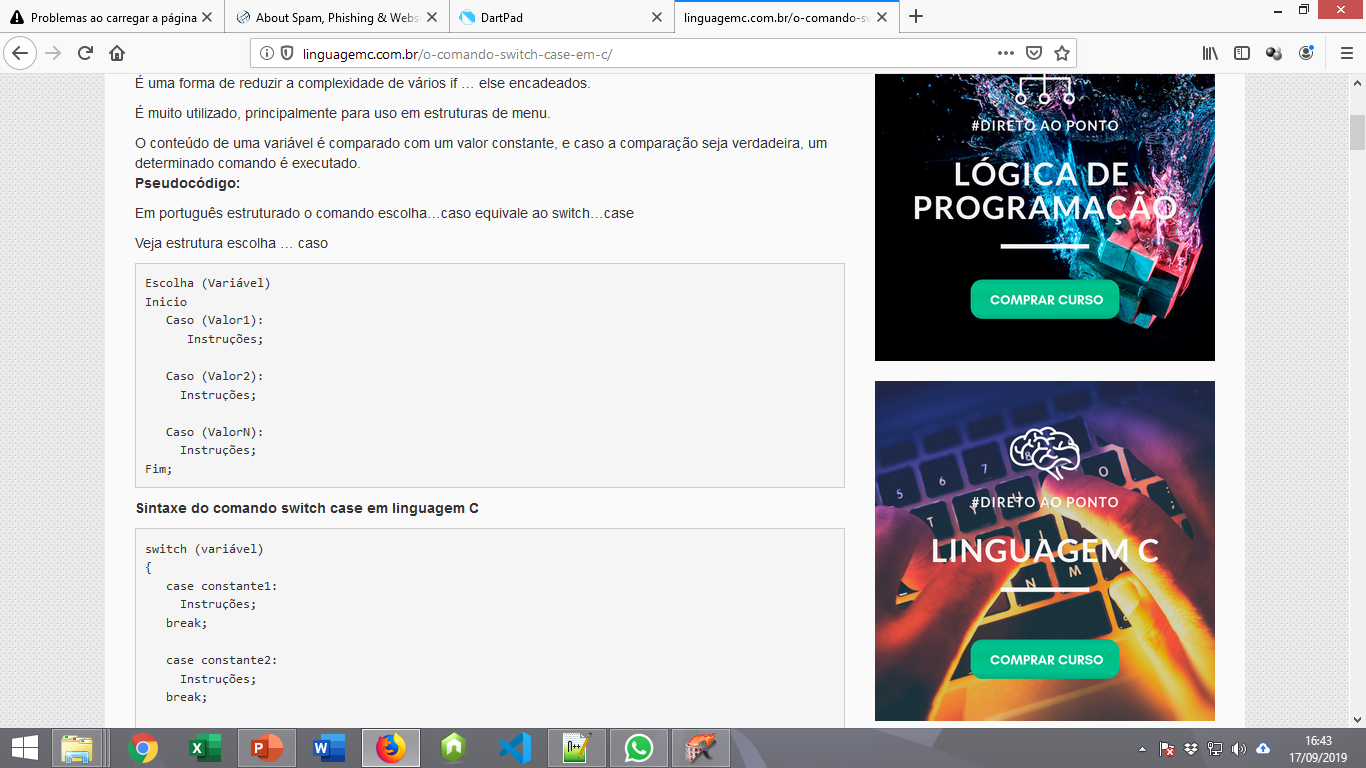 Problemas ao carregar a página
About Spam, Phishing & Webs
DartPad
linguagemc.com.br/o-comando-sw
linguagemc.com.br/o-comando-switch-case-em-c/
É uma forma de reduzir a complexidade de vários if … else encadeados.
É muito utilizado, principalmente para uso em estruturas de menu.
O conteúdo de uma variável é comparado com um valor constante, e caso a comparação seja verdadeira, um
determinado comando é executado.
Pseudocódigo:
Em português estruturado o comando escolha…caso equivale ao switch…case
Veja estrutura escolha … caso
Escolha (Variável)
Inicio
Caso (Valor1):
Instruções;
Caso (Valor2):
Instruções;
Caso (ValorN):
Instruções;
Fim;
Sintaxe do comando switch case em linguagem C
switch (variável)
{
case constante1:
Instruções;
break;
case constante2:
Instruções;
break;
#DIRETO AO PONTO
LÓGICA DE
PROGRAMAÇÃO
COMPRAR CURSO
#DIRETO AO PONTO
LINGUAGEM C
COMPRAR CURSO
16:43
17/09/2019